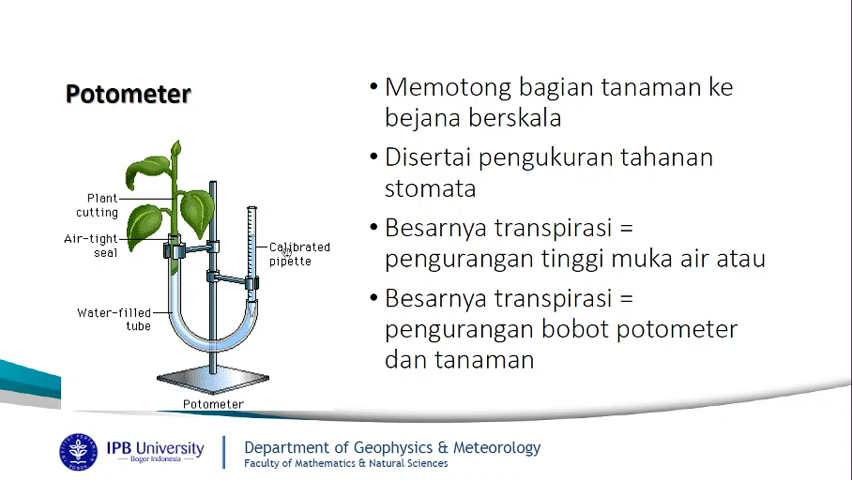 Potometer
• Memotong bagian tanaman ke
bejana berskala
• Disertai pengukuran tahanan
stomata
• Besarnya transpirasi =
pengurangan tinggi muka air atau
• Besarnya transpirasi =
pengurangan bobot potometer
dan tanaman
Plant
cutting
Air-tight
seal
Calibrated
pipette
Water-filled
tube
Potometer
IPB University
Bogor Indonesia
Department of Geophysics & Meteorology
Faculty of Mathematics & Natural Sciences